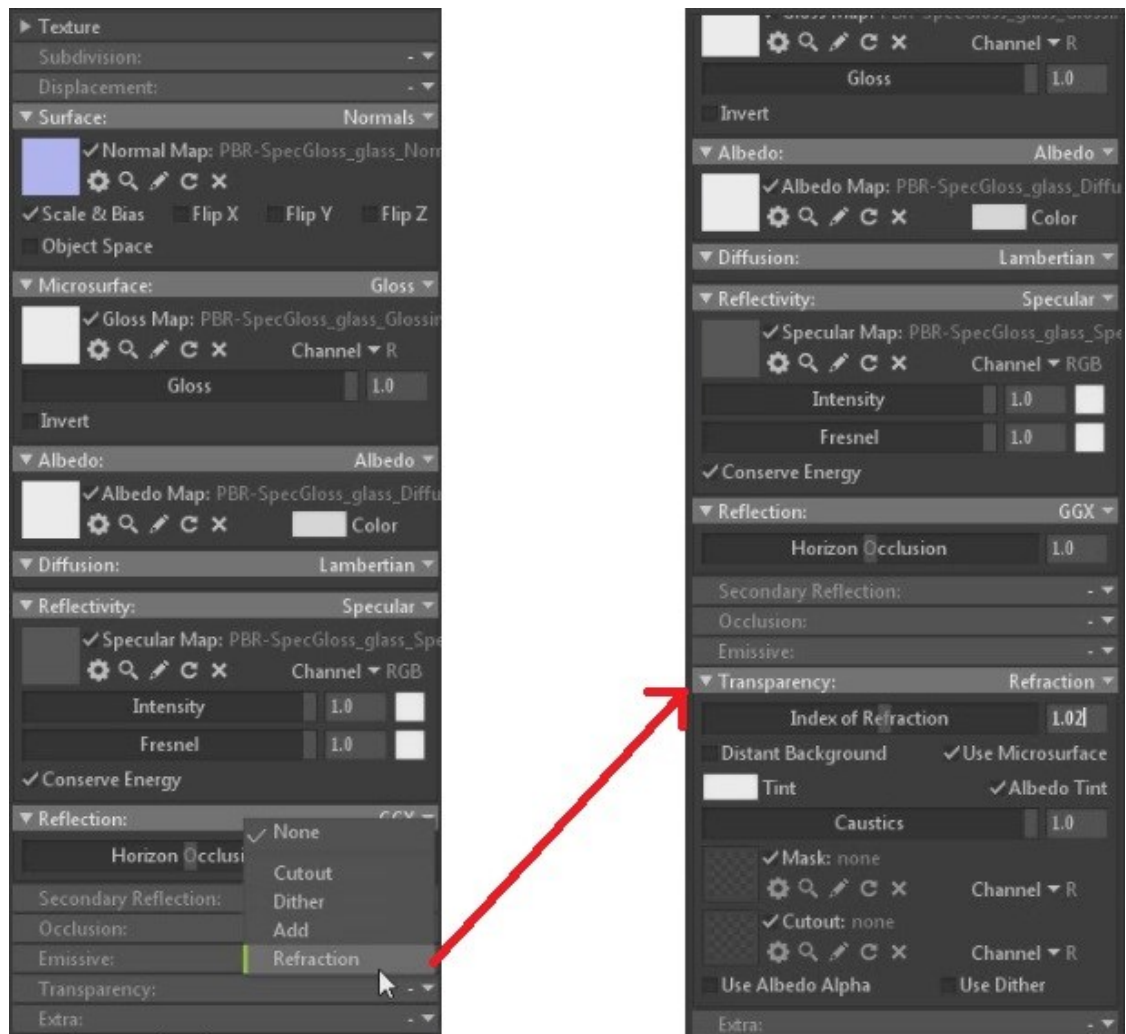 Texture
Subdivision: -
Displacement: -
Surface: Normals
Normal Map: PBR-SpecGloss_glass_Norm
Scale & Bias Flip X Flip Y Flip Z
Object Space
Microsurface: Gloss
Gloss Map: PBR-SpecGloss_glass_Glossin
Channel R
Gloss 1.0
Invert
Albedo: Albedo
Albedo Map: PBR-SpecGloss_glass_Diffu
Color
Diffusion: Lambertian
Reflectivity: Specular
Specular Map: PBR-SpecGloss_glass_Spe
Channel RGB
Intensity 1.0
Fresnel 1.0
Conserve Energy
Reflection: GGX
Horizon Occlusi
Secondary Reflection:
Occlusion:
Emissive:
Transparency: -
Extra: -
None
Cutout
Dither
Add
Refraction
Gloss Map: PBR-SpecGloss_glass_Glossin
Channel R
Gloss 1.0
Invert
Albedo: Albedo
Albedo Map: PBR-SpecGloss_glass_Diffu
Color
Diffusion: Lambertian
Reflectivity: Specular
Specular Map: PBR-SpecGloss_glass_Spe
Channel RGB
Intensity 1.0
Fresnel 1.0
Conserve Energy
Reflection: GGX
Horizon Occlusion 1.0
Secondary Reflection: -
Occlusion: -
Emissive: -
Transparency: Refraction
Index of Refraction 1.02
Distant Background Use Microsurface
Tint Albedo Tint
Caustics 1.0
Mask: none
Channel R
Cutout: none
Channel R
Use Albedo Alpha Use Dither
Extra: -